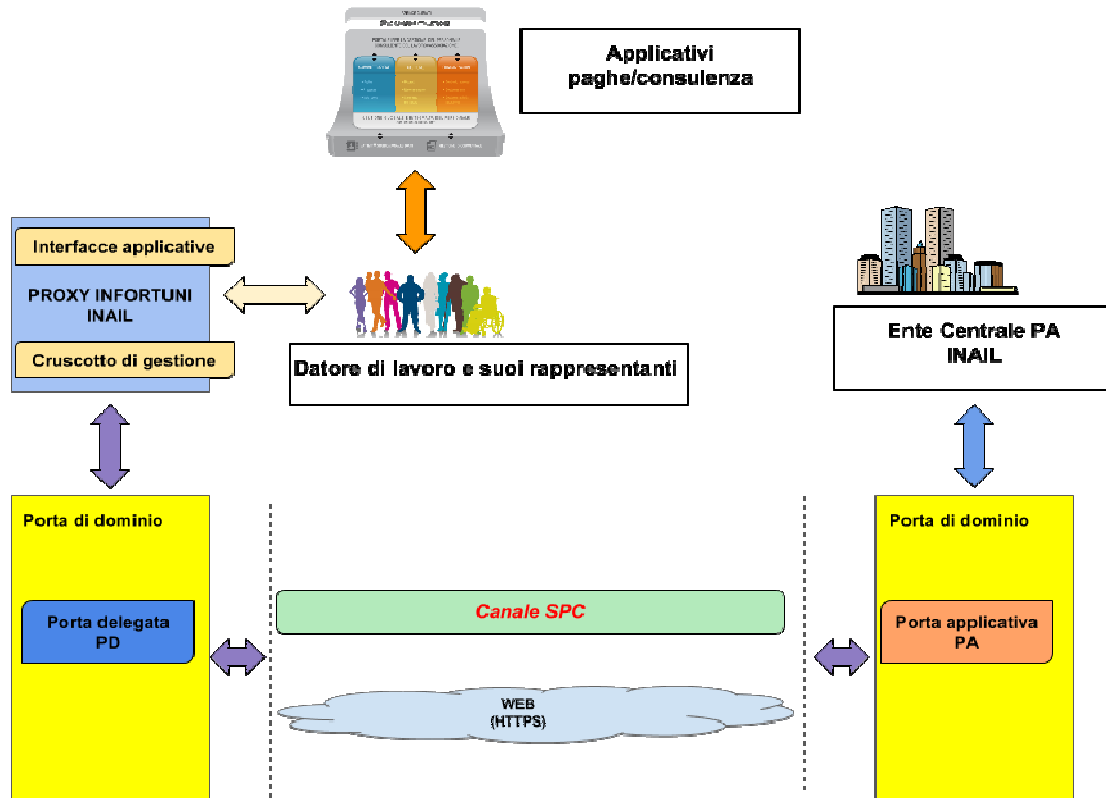 Applicativi
paghe/consulenza
Interfacce applicative
PROXY INFORTUNI
INAIL
Cruscotto di gestione
Datore di lavoro e suoi rappresentanti
Ente Centrale PA
INAIL
Porta di dominio
Porta delegata
PD
Canale SPC
WEB
(HTTPS)
Porta di dominio
Porta applicativa
PA